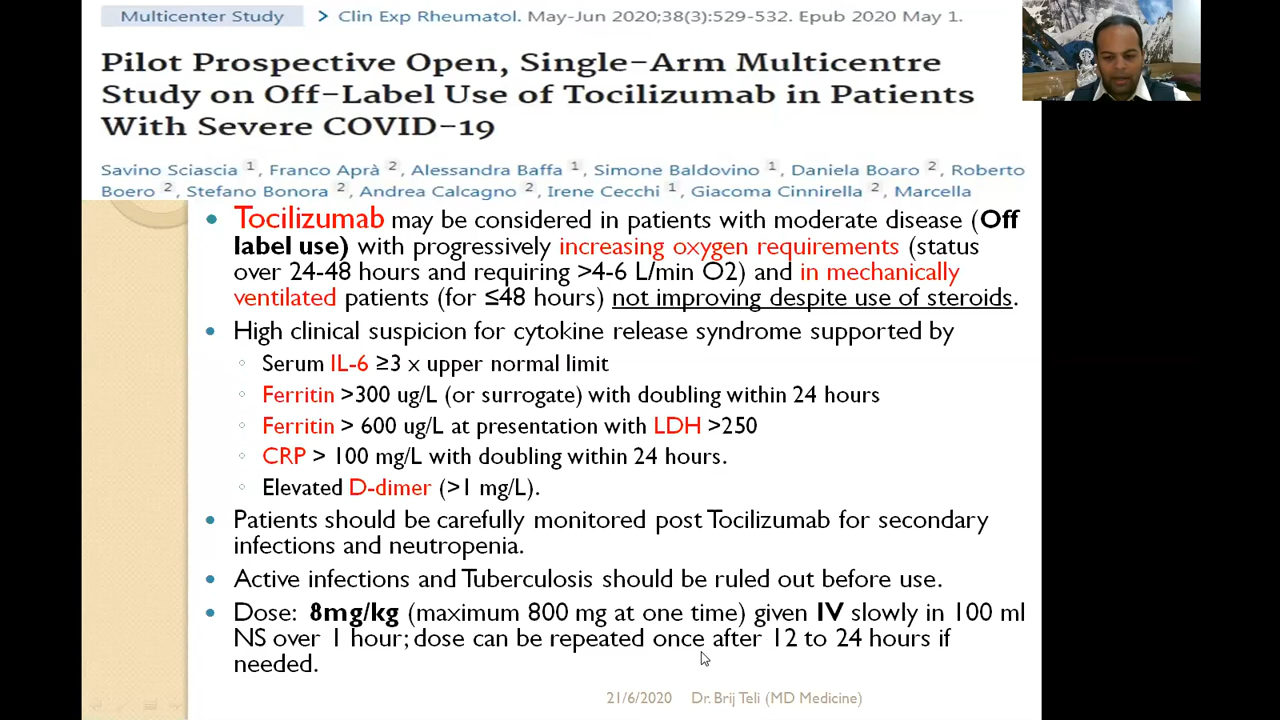 Multicenter Study > Clin Exp Rheumatol. May-Jun 2020;38(3):529-532. Epub 2020 May 1.
Pilot Prospective Open, Single-Arm Multicentre
Study on Off-Label Use of Tocilizumab in Patients
With Severe COVID-19
Savino Sciascia 1, Franco Aprà 2, Alessandra Baffa 1, Simone Baldovino 1, Daniela Boaro 2, Roberto
Boero 2, Stefano Bonora 2, Andrea Calcagno 2, Irene Cecchi 1, Giacoma Cinnirella 2, Marcella
• Tocilizumab may be considered in patients with moderate disease (Off
label use) with progressively increasing oxygen requirements (status
over 24-48 hours and requiring >4-6 L/min O2) and in mechanically
ventilated patients (for ≤48 hours) not improving despite use of steroids.
• High clinical suspicion for cytokine release syndrome supported by
◦ Serum IL-6 ≥3 x upper normal limit
◦ Ferritin >300 ug/L (or surrogate) with doubling within 24 hours
◦ Ferritin > 600 ug/L at presentation with LDH >250
◦ CRP > 100 mg/L with doubling within 24 hours.
◦ Elevated D-dimer (>1 mg/L).
• Patients should be carefully monitored post Tocilizumab for secondary
infections and neutropenia.
• Active infections and Tuberculosis should be ruled out before use.
• Dose: 8mg/kg (maximum 800 mg at one time) given IV slowly in 100 ml
NS over 1 hour; dose can be repeated once after 12 to 24 hours if
needed.
21/6/2020 Dr. Brij Teli (MD Medicine)